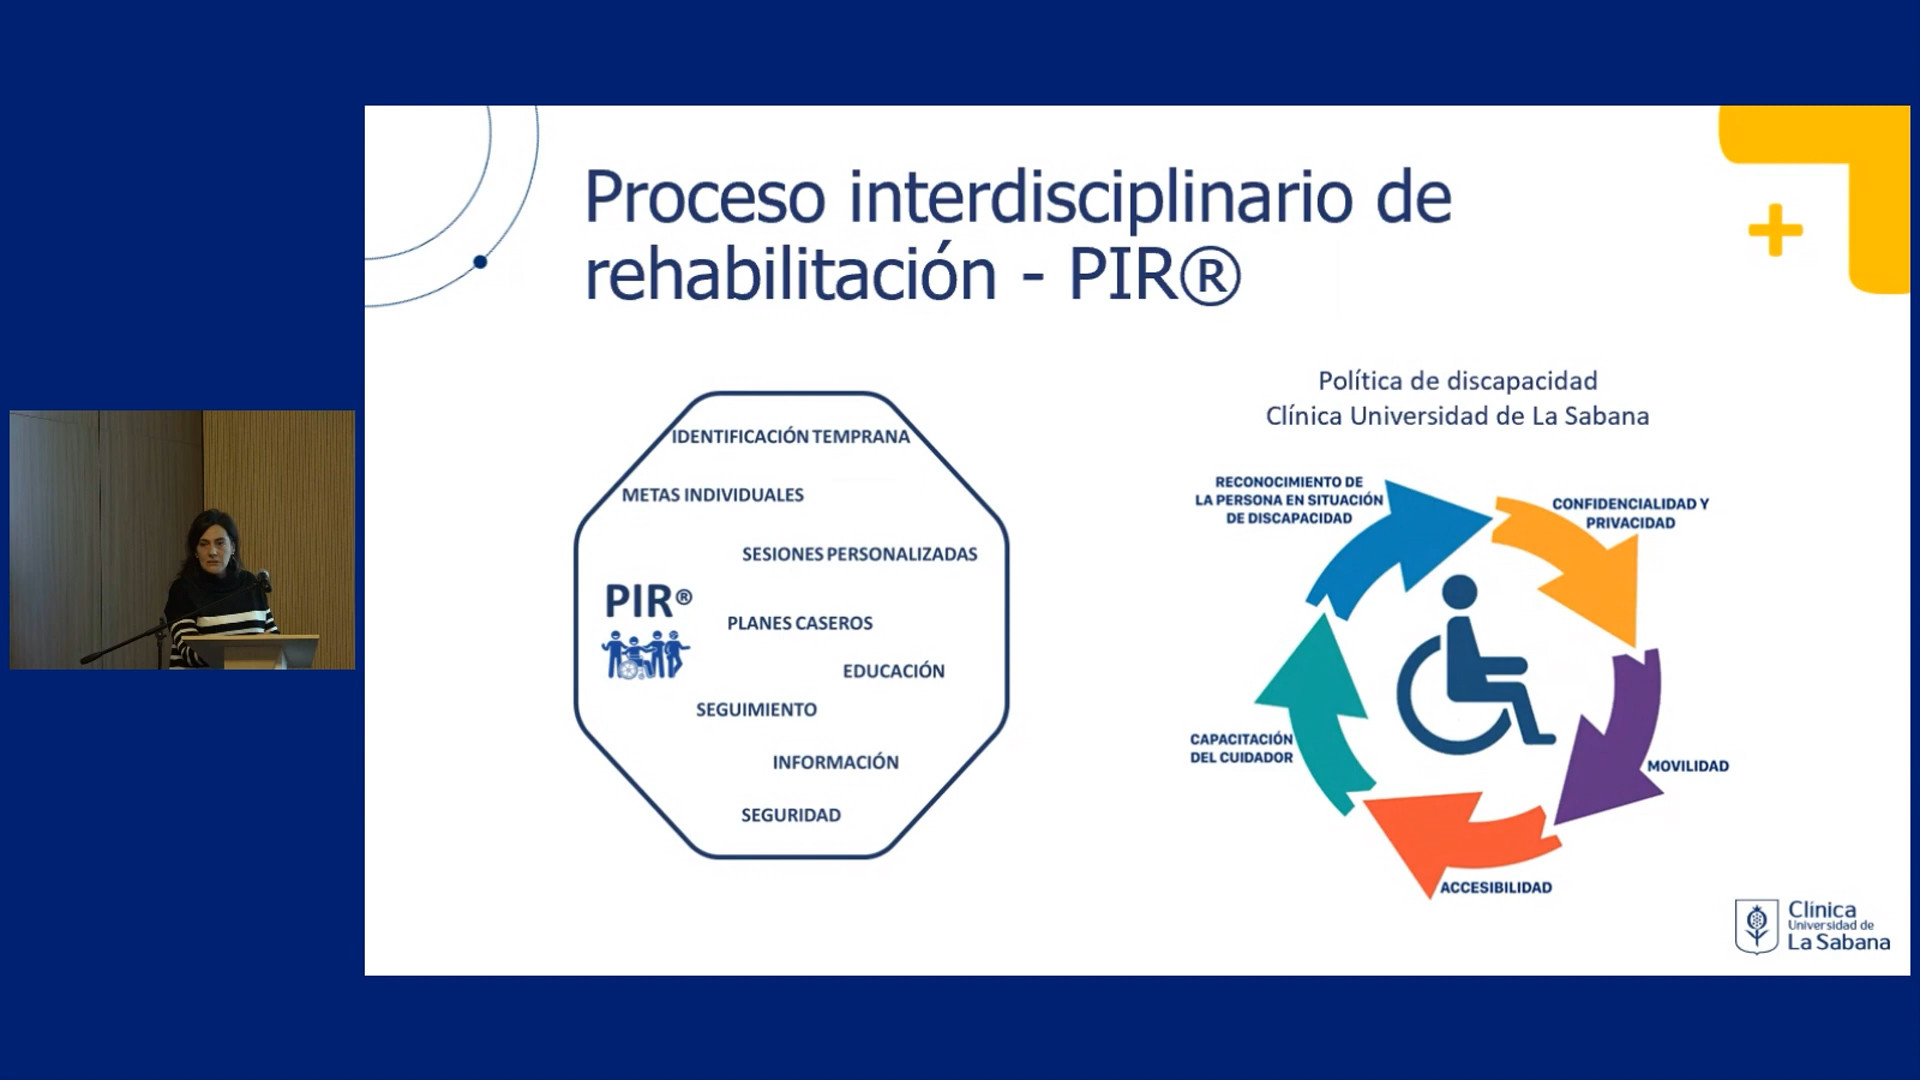 Proceso interdisciplinario de
rehabilitación - PIR®
IDENTIFICACIÓN TEMPRANA
METAS INDIVIDUALES
SESIONES PERSONALIZADAS
PIR®
PLANES CASEROS
EDUCACIÓN
SEGUIMIENTO
INFORMACIÓN
SEGURIDAD
Política de discapacidad
Clínica Universidad de La Sabana
RECONOCIMIENTO DE
LA PERSONA EN SITUACIÓN
DE DISCAPACIDAD
CONFIDENCIALIDAD Y
PRIVACIDAD
MOVILIDAD
ACCESIBILIDAD
CAPACITACIÓN
DEL CUIDADOR
Clínica
Universidad de
La Sabana